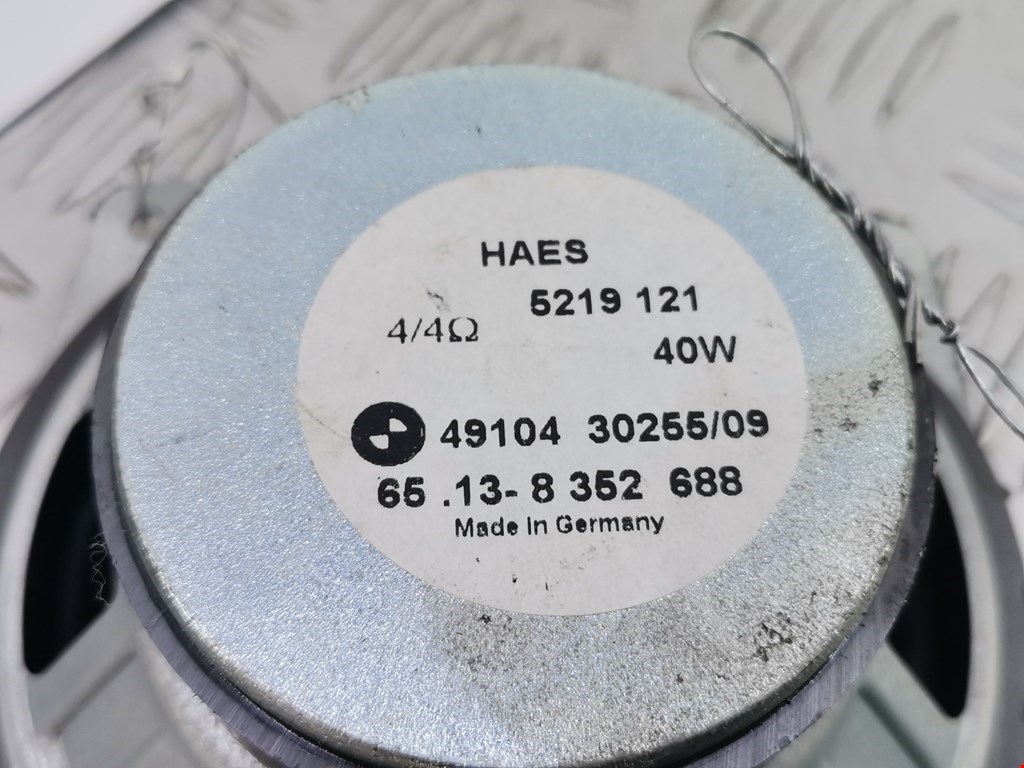 HAES
5219 121
4/4Ω
40W
49104 30255/09
65 .13- 8 352 688
Made in Germany